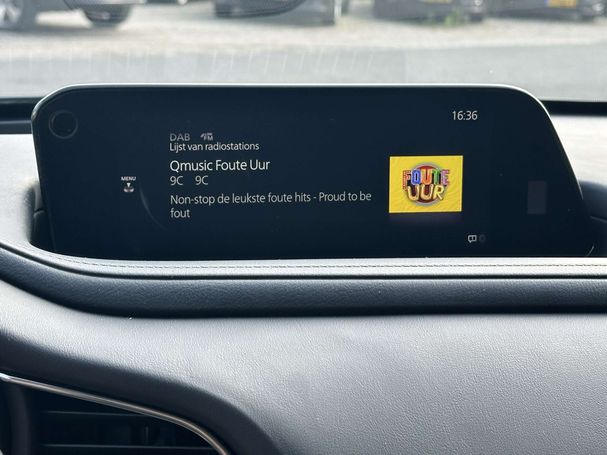 16:36
DAB FM
Lijst van radiostations
Qmusic Foute Uur
9C 9C
MENU
Non-stop de leukste foute hits - Proud to be
fout
FOUTE
UUR